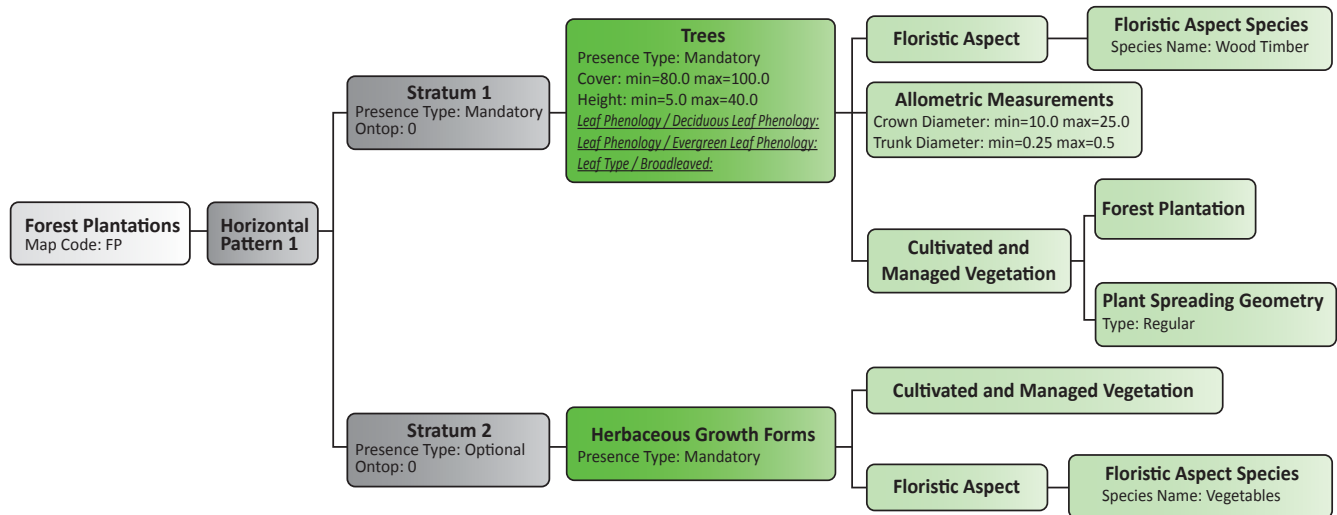 Forest Plantations
Map Code: FP
Horizontal
Pattern 1
Stratum 1
Presence Type: Mandatory
Ontop: 0
Trees
Presence Type: Mandatory
Cover: min=80.0 max=100.0
Height: min=5.0 max=40.0
Leaf Phenology / Deciduous Leaf Phenology:
Leaf Phenology / Evergreen Leaf Phenology:
Leaf Type / Broadleaved:
Floristic Aspect
Floristic Aspect Species
Species Name: Wood Timber
Allometric Measurements
Crown Diameter: min=10.0 max=25.0
Trunk Diameter: min=0.25 max=0.5
Cultivated and
Managed Vegetation
Forest Plantation
Plant Spreading Geometry
Type: Regular
Stratum 2
Presence Type: Optional
Ontop: 0
Herbaceous Growth Forms
Presence Type: Mandatory
Cultivated and Managed Vegetation
Floristic Aspect
Floristic Aspect Species
Species Name: Vegetables